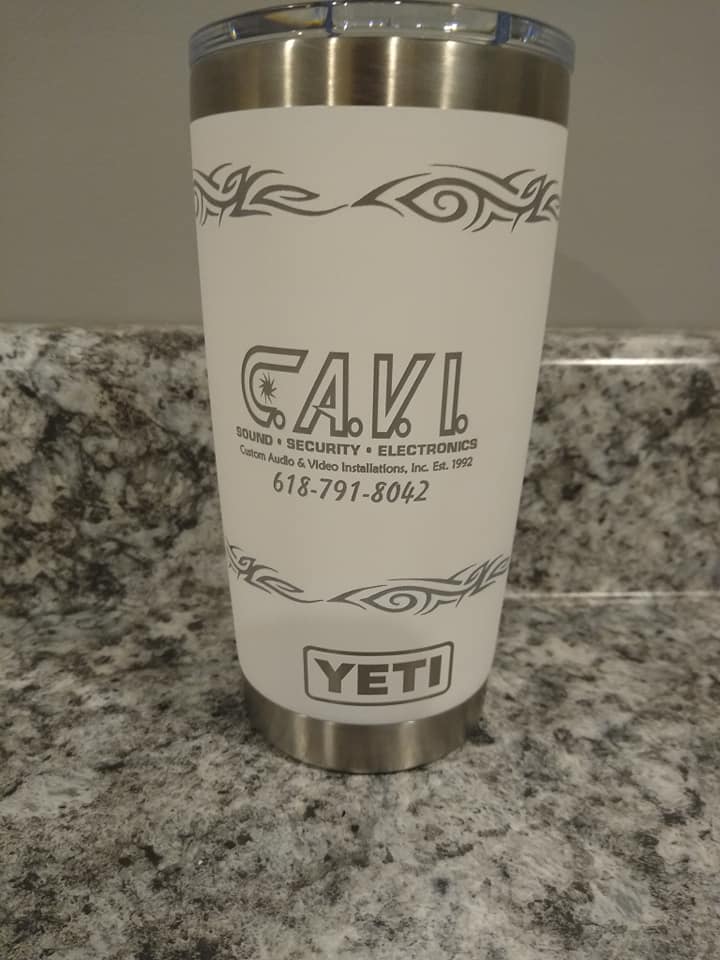 C.A.V.I.
SOUND • SECURITY • ELECTRONICS
Custom Audio & Video Installations, Inc. Est. 1992
618-791-8042
YETI